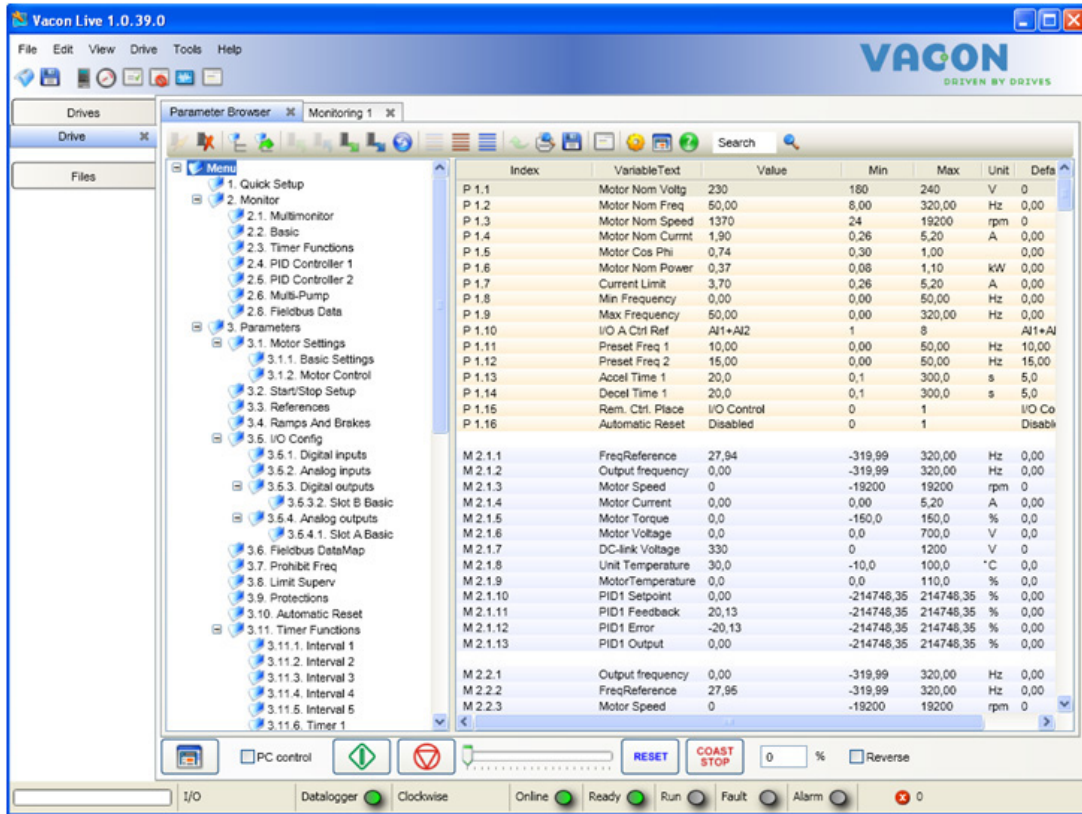 Vacon Live 1.0.39.0
File Edit View Drive Tools Help
VACON
DRIVEN BY DRIVES
Drives
Drive
Files
Parameter Browser Monitoring 1
Search
Menu
1. Quick Setup
2. Monitor
2.1. Multimonitor
2.2. Basic
2.3. Timer Functions
2.4. PID Controller 1
2.5. PID Controller 2
2.6. Multi-Pump
2.8. Fieldbus Data
3. Parameters
3.1. Motor Settings
3.1.1. Basic Settings
3.1.2. Motor Control
3.2. Start/Stop Setup
3.3. References
3.4. Ramps And Brakes
3.5. I/O Config
3.5.1. Digital inputs
3.5.2. Analog inputs
3.5.3. Digital outputs
3.5.3.2. Slot B Basic
3.5.4. Analog outputs
3.5.4.1. Slot A Basic
3.6. Fieldbus DataMap
3.7. Prohibit Freq
3.8. Limit Superv
3.9. Protections
3.10. Automatic Reset
3.11. Timer Functions
3.11.1. Interval 1
3.11.2. Interval 2
3.11.3. Interval 3
3.11.4. Interval 4
3.11.5. Interval 5
3.11.6. Timer 1
Index VariableText Value Min Max Unit Defa
P 1.1 Motor Nom Voltg 230 180 240 V 0
P 1.2 Motor Nom Freq 50,00 8,00 320,00 Hz 0,00
P 1.3 Motor Nom Speed 1370 24 19200 rpm 0
P 1.4 Motor Nom Currnt 1,90 0,26 5,20 A 0,00
P 1.5 Motor Cos Phi 0,74 0,30 1,00 0,00
P 1.6 Motor Nom Power 0,37 0,08 1,10 kW 0,00
P 1.7 Current Limit 3,70 0,26 5,20 A 0,00
P 1.8 Min Frequency 0,00 0,00 50,00 Hz 0,00
P 1.9 Max Frequency 50,00 0,00 320,00 Hz 0,00
P 1.10 I/O A Ctrl Ref AI1+AI2 1 8 AI1+AI
P 1.11 Preset Freq 1 10,00 0,00 50,00 Hz 10,00
P 1.12 Preset Freq 2 15,00 0,00 50,00 Hz 15,00
P 1.13 Accel Time 1 20,0 0,1 300,0 s 5,0
P 1.14 Decel Time 1 20,0 0,1 300,0 s 5,0
P 1.15 Rem. Ctrl. Place I/O Control 0 1 I/O Co
P 1.16 Automatic Reset Disabled 0 1 Disabl
M 2.1.1 FreqReference 27,94 -319,99 320,00 Hz 0,00
M 2.1.2 Output frequency 0,00 -319,99 320,00 Hz 0,00
M 2.1.3 Motor Speed 0 -19200 19200 rpm 0
M 2.1.4 Motor Current 0,00 0,00 5,20 A 0,00
M 2.1.5 Motor Torque 0,0 -150,0 150,0 % 0,0
M 2.1.6 Motor Voltage 0,0 0,0 700,0 V 0,0
M 2.1.7 DC-link Voltage 330 0 1200 V 0
M 2.1.8 Unit Temperature 30,0 -10,0 100,0 °C 0,0
M 2.1.9 MotorTemperature 0,0 0,0 110,0 % 0,0
M 2.1.10 PID1 Setpoint 0,00 -214748,35 214748,35 % 0,00
M 2.1.11 PID1 Feedback 20,13 -214748,35 214748,35 % 0,00
M 2.1.12 PID1 Error -20,13 -214748,35 214748,35 % 0,00
M 2.1.13 PID1 Output 0,00 -214748,35 214748,35 % 0,00
M 2.2.1 Output frequency 0,00 -319,99 320,00 Hz 0,00
M 2.2.2 FreqReference 27,95 -319,99 320,00 Hz 0,00
M 2.2.3 Motor Speed 0 -19200 19200 rpm 0
PC control RESET COAST STOP 0 % Reverse
I/O Datalogger Clockwise Online Ready Run Fault Alarm 0